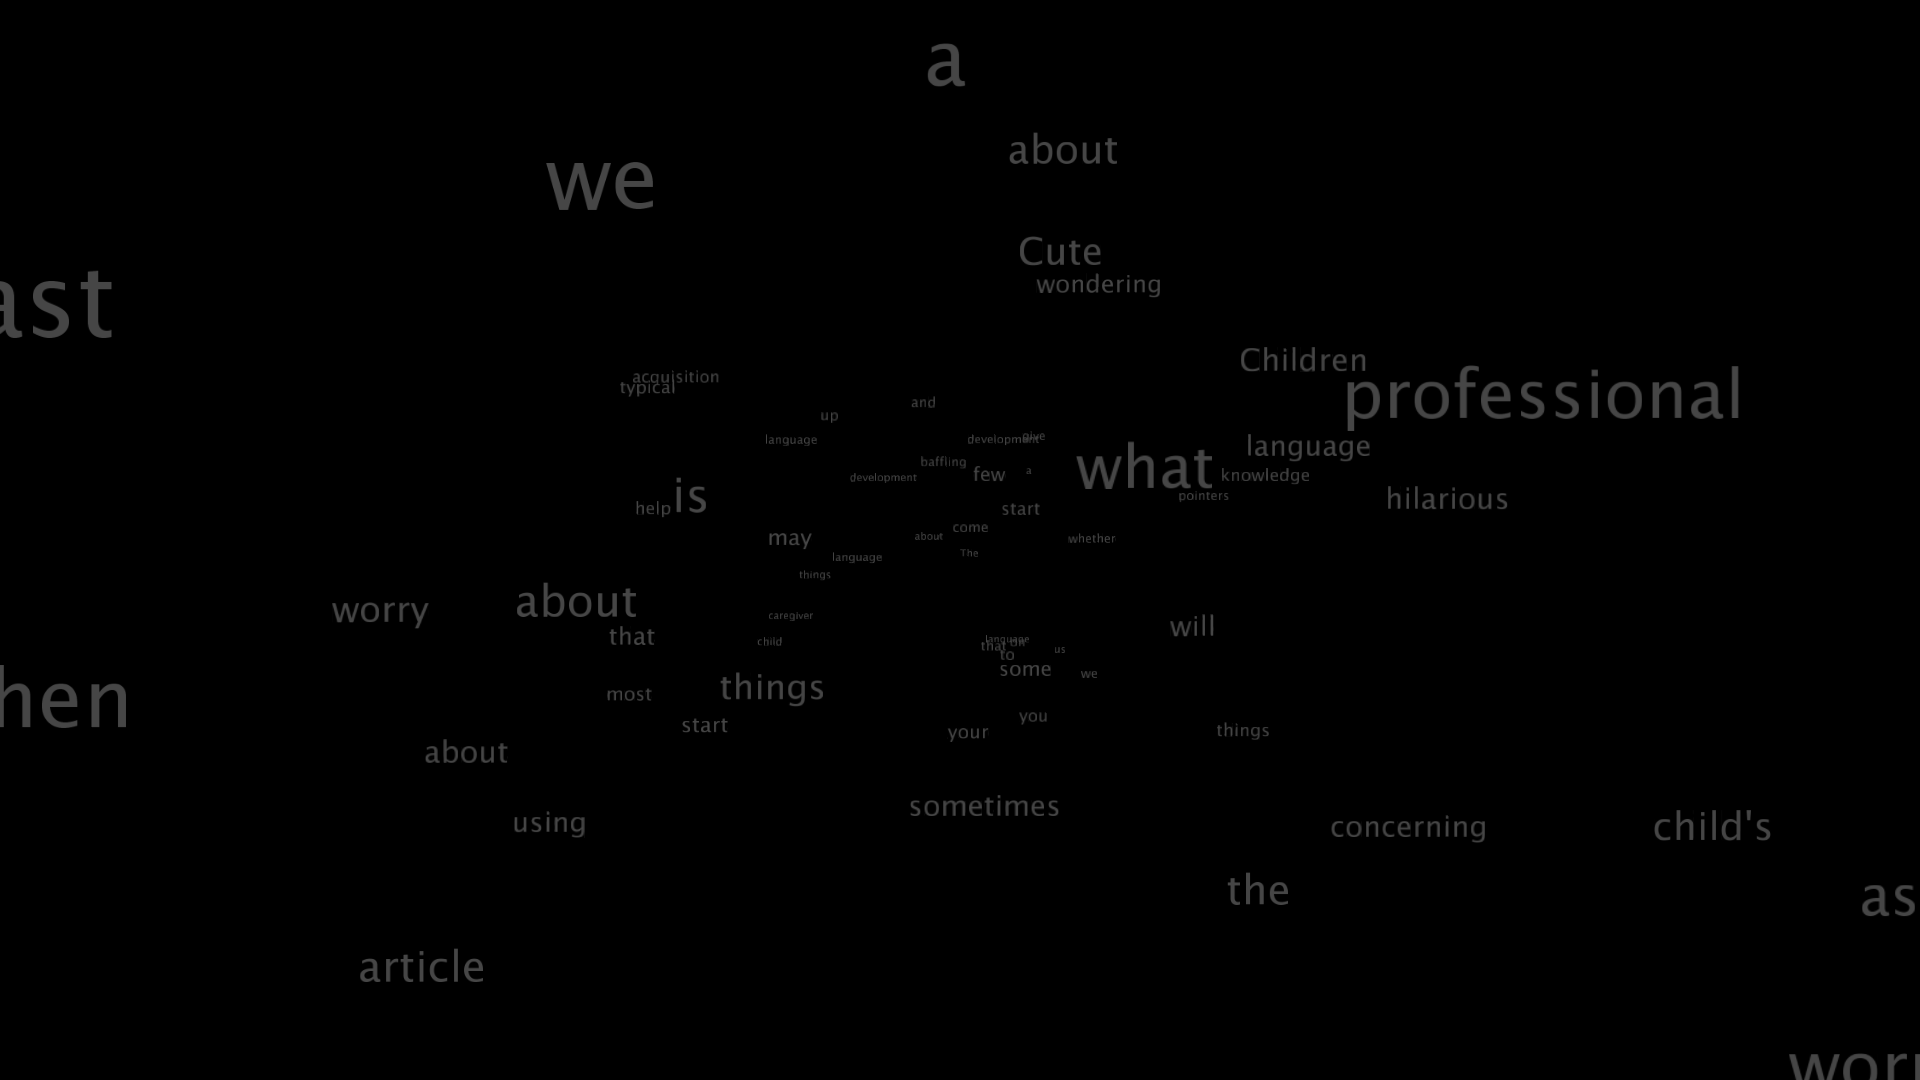 a
about
we
Cute
wondering
ast
Children
acquisition
typical
professional
and
up
give
language
development
language
baffling
few
a
what
knowledge
development
is
pointers
hilarious
help
start
come
may
about
whether
The
language
things
about
worry
caregiver
will
that
child
language
that
us
to
some
we
hen
things
most
you
start
your
things
about
sometimes
using
concerning
child's
the
as
article